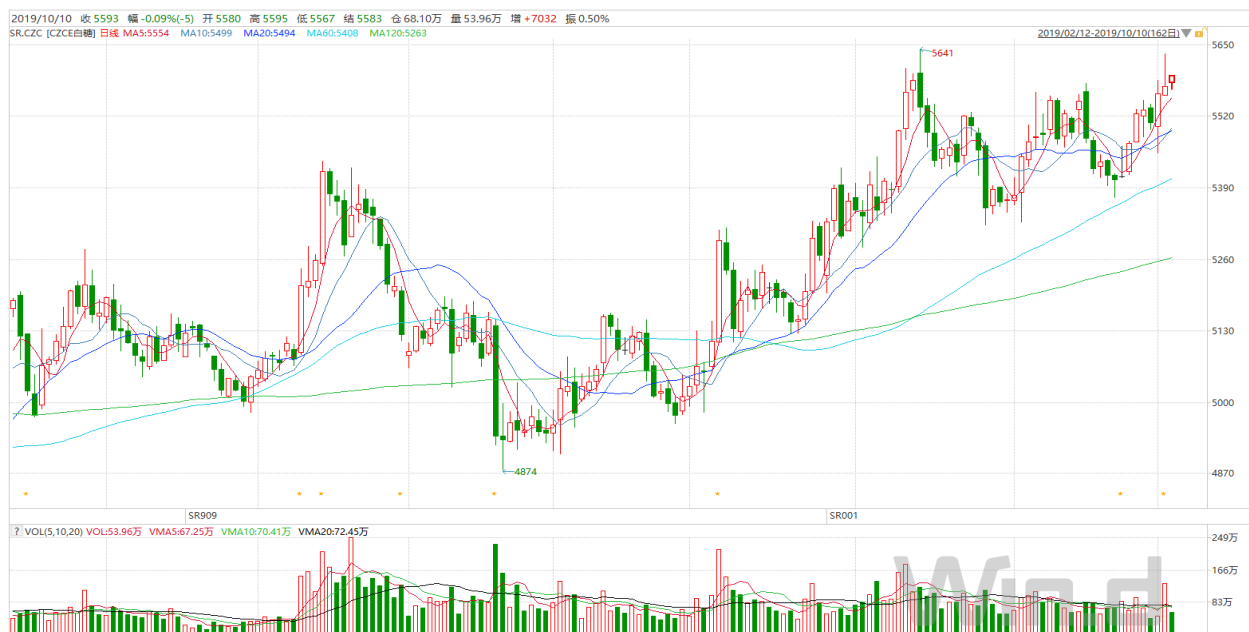 2019/10/10 收 5593 幅 -0.09%(-5) 开 5580 高 5595 低 5567 结 5583 仓 68.10万 量 53.96万 增 +7032 振 0.50%
SR.CZC [CZCE白糖] 日线 MA5:5554 MA10:5499 MA20:5494 MA60:5408 MA120:5263 2019/02/12-2019/10/10(162日)
5650
5641
5520
5390
5260
5130
5000
4870
4874
SR909 SR001
? VOL(5,10,20) VOL:53.96万 VMA5:67.25万 VMA10:70.41万 VMA20:72.45万
249万
166万
83万
Wind